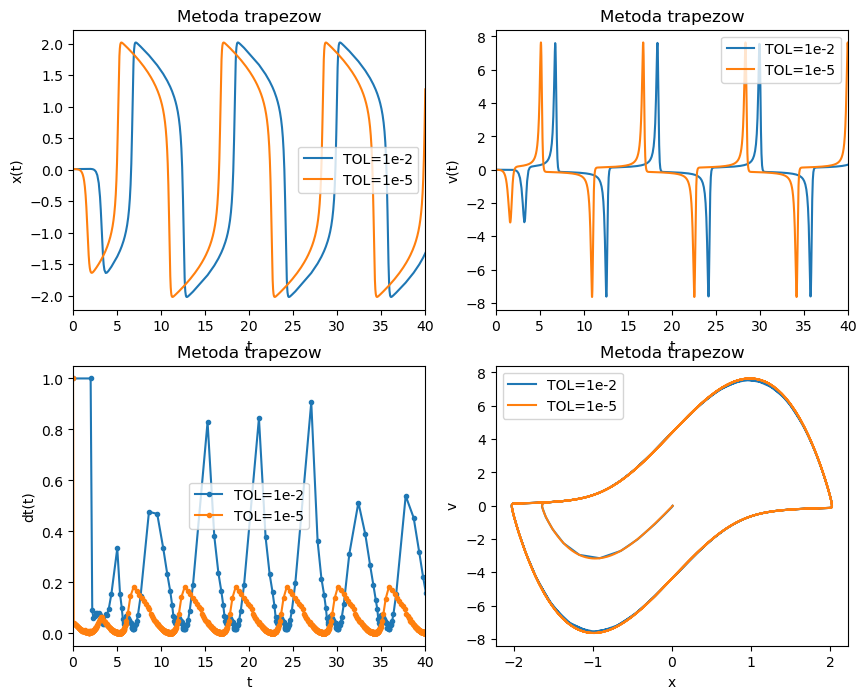 Metoda trapezow
x(t)
2.0
1.5
1.0
0.5
0.0
−0.5
−1.0
−1.5
−2.0
0 5 10 15 20 25 30 35 40
t
TOL=1e-2
TOL=1e-5
Metoda trapezow
v(t)
8
6
4
2
0
−2
−4
−6
−8
0 5 10 15 20 25 30 35 40
t
TOL=1e-2
TOL=1e-5
Metoda trapezow
dt(t)
1.0
0.8
0.6
0.4
0.2
0.0
0 5 10 15 20 25 30 35 40
t
TOL=1e-2
TOL=1e-5
Metoda trapezow
v
8
6
4
2
0
−2
−4
−6
−8
−2 −1 0 1 2
x
TOL=1e-2
TOL=1e-5